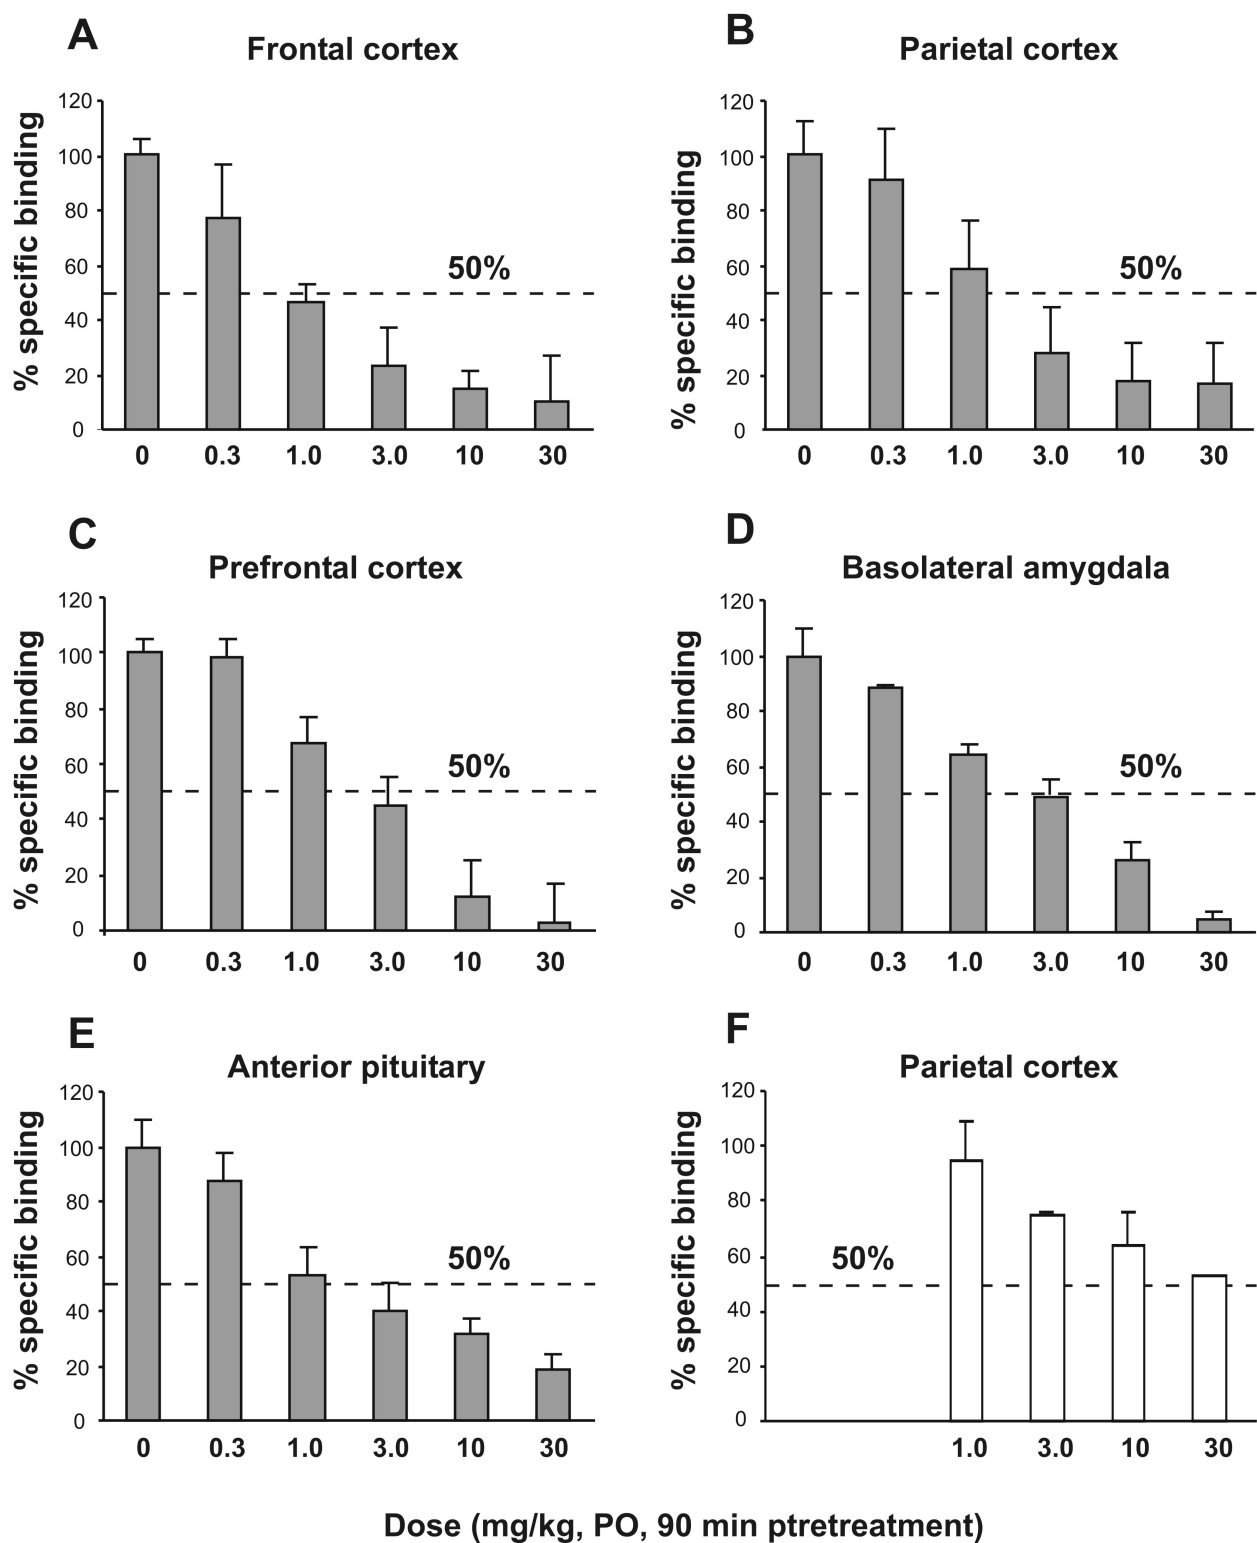 A
Frontal cortex
% specific binding
120
100
80
60
40
20
0
50%
0 0.3 1.0 3.0 10 30
B
Parietal cortex
% specific binding
120
100
80
60
40
20
0
50%
0 0.3 1.0 3.0 10 30
C
Prefrontal cortex
% specific binding
120
100
80
60
40
20
0
50%
0 0.3 1.0 3.0 10 30
D
Basolateral amygdala
% specific binding
120
100
80
60
40
20
0
50%
0 0.3 1.0 3.0 10 30
E
Anterior pituitary
% specific binding
120
100
80
60
40
20
0
50%
0 0.3 1.0 3.0 10 30
F
Parietal cortex
% specific binding
120
100
80
60
40
20
0
50%
1.0 3.0 10 30
Dose (mg/kg, PO, 90 min ptretreatment)